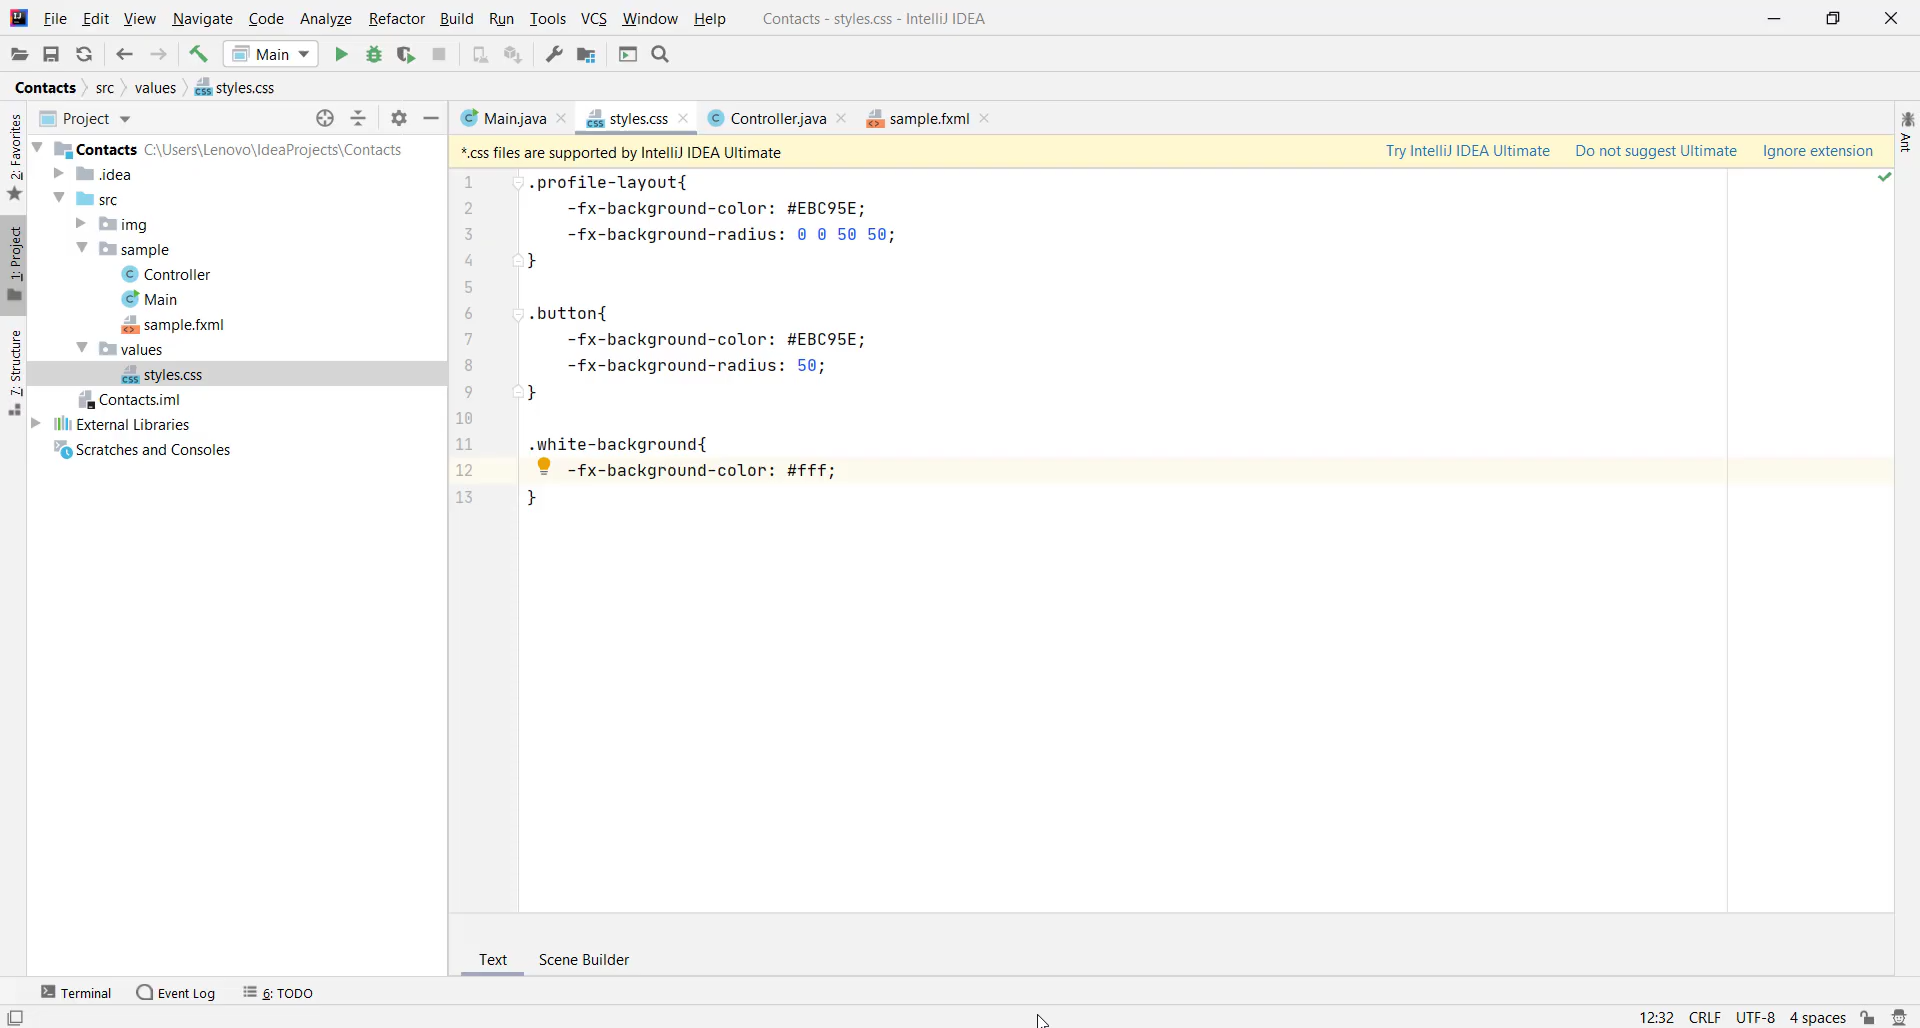 File Edit View Navigate Code Analyze Refactor Build Run Tools VCS Window Help Contacts - styles.css - IntelliJ IDEA
Main
Contacts src values styles.css
Project
Main.java styles.css Controller.java sample.fxml
*.css files are supported by IntelliJ IDEA Ultimate Try IntelliJ IDEA Ultimate Do not suggest Ultimate Ignore extension
2: Favorites
1: Project
7: Structure
Contacts C:\Users\Lenovo\IdeaProjects\Contacts
.idea
src
img
sample
Controller
Main
sample.fxml
values
styles.css
Contacts.iml
External Libraries
Scratches and Consoles
1 .profile-layout{
2 -fx-background-color: #EBC95E;
3 -fx-background-radius: 0 0 50 50;
4 }
5
6 .button{
7 -fx-background-color: #EBC95E;
8 -fx-background-radius: 50;
9 }
10
11 .white-background{
12 -fx-background-color: #fff;
13 }
Ant
Text Scene Builder
Terminal Event Log 6: TODO
12:32 CRLF UTF-8 4 spaces